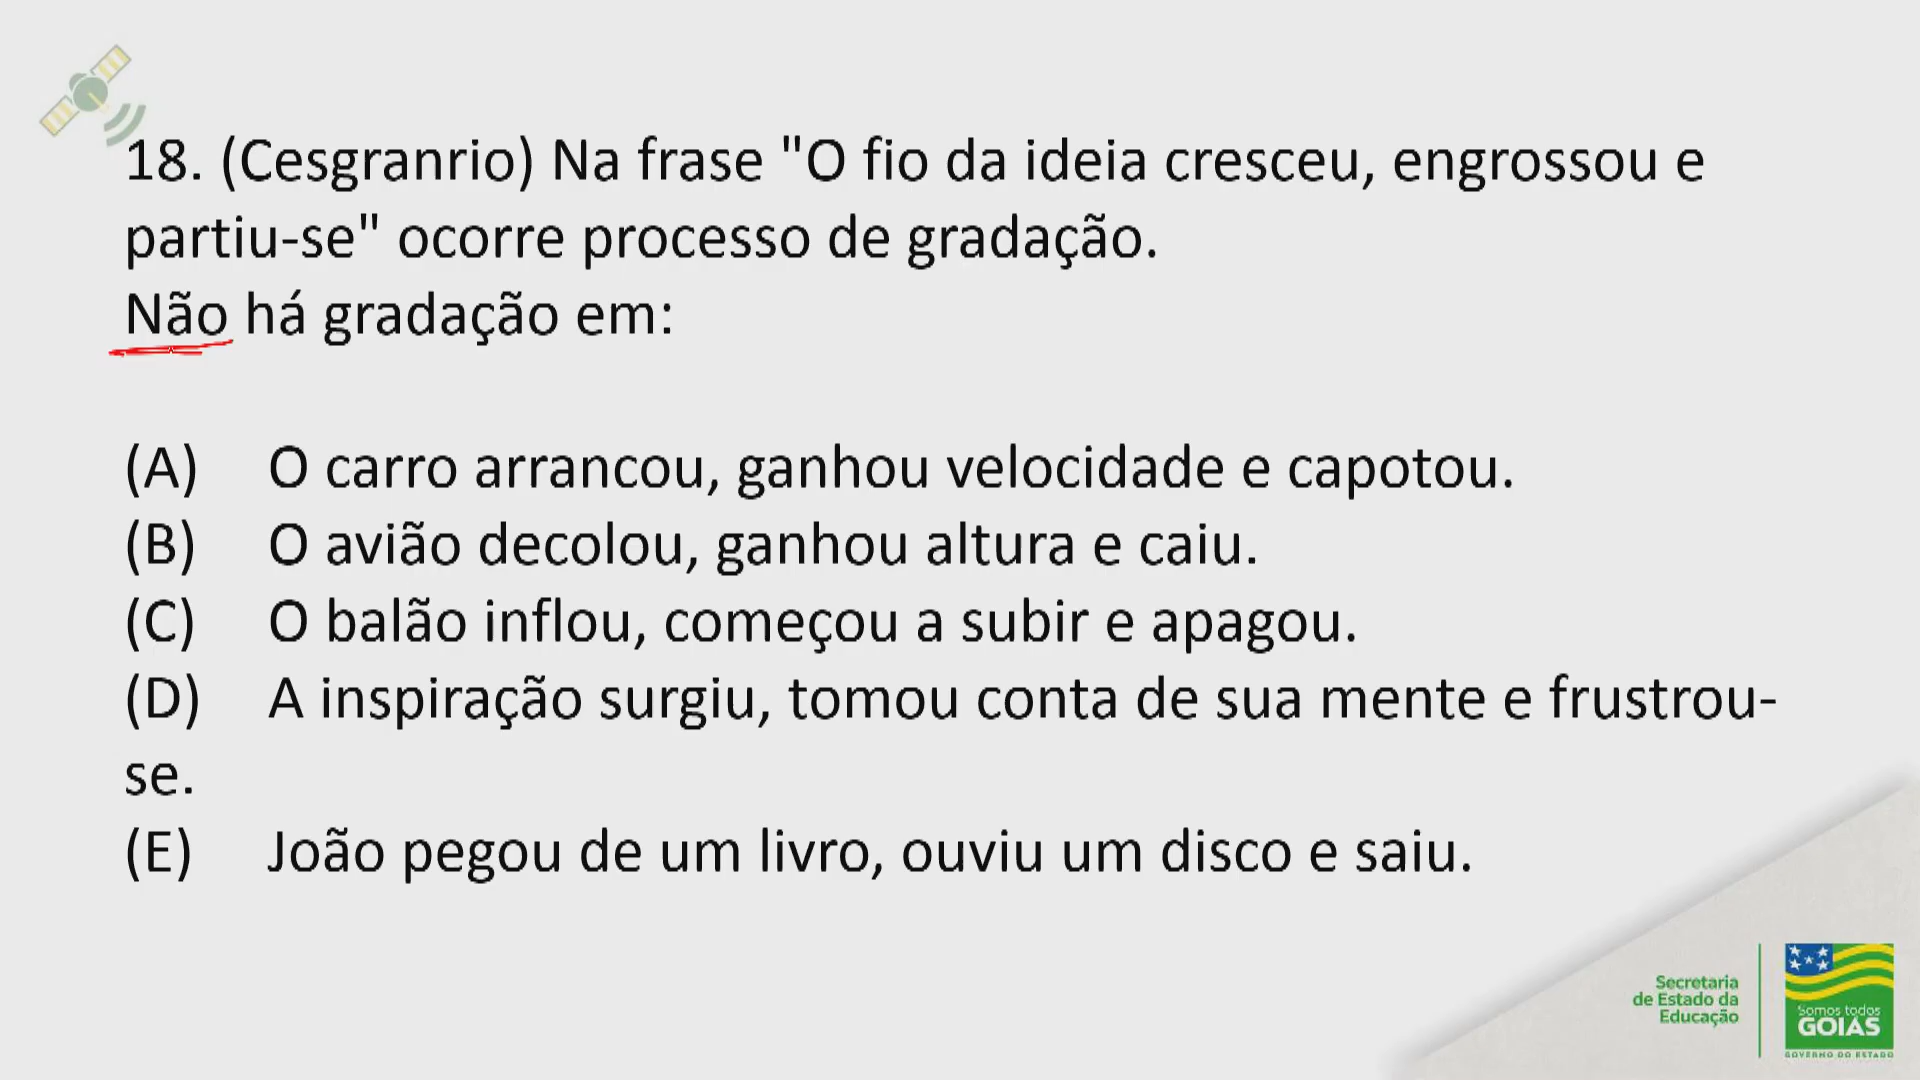 18. (Cesgranrio) Na frase "O fio da ideia cresceu, engrossou e
partiu-se" ocorre processo de gradação.
Não há gradação em:
(A) O carro arrancou, ganhou velocidade e capotou.
(B) O avião decolou, ganhou altura e caiu.
(C) O balão inflou, começou a subir e apagou.
(D) A inspiração surgiu, tomou conta de sua mente e frustrou-
se.
(E) João pegou de um livro, ouviu um disco e saiu.
Secretaria
de Estado da
Educação
Somos todos
GOIÁS
GOVERNO DO ESTADO